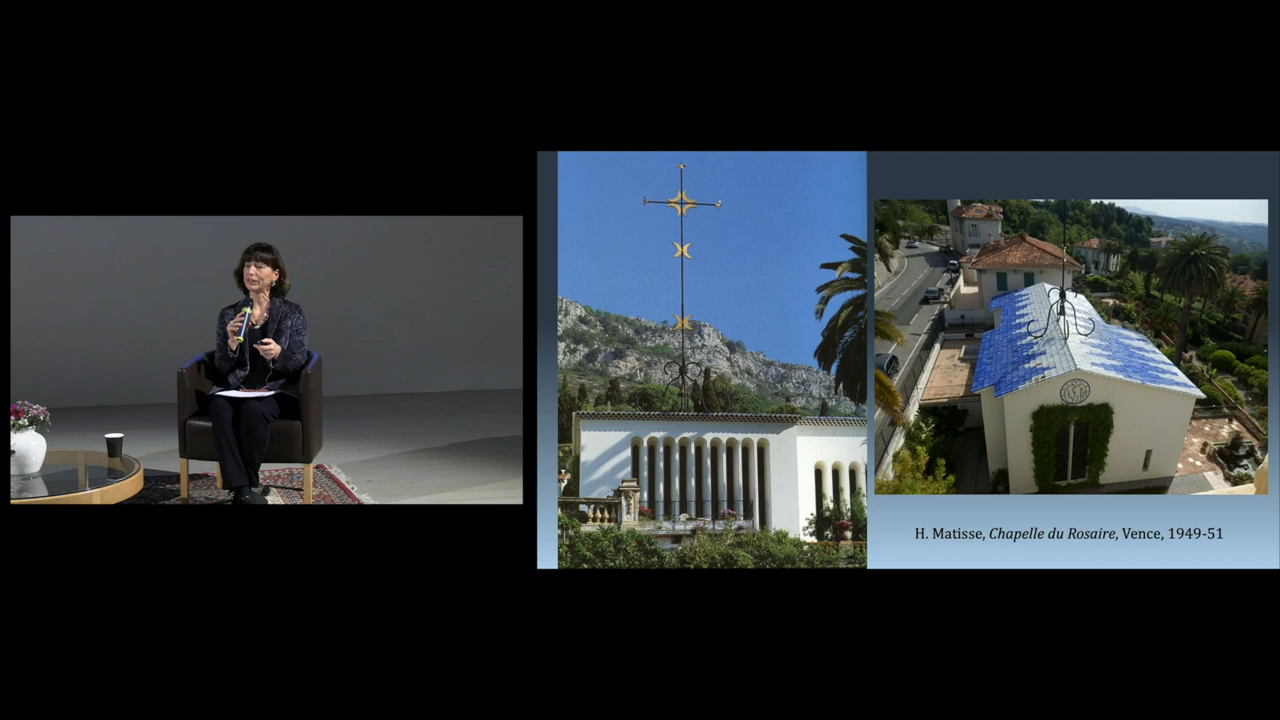 H. Matisse, Chapelle du Rosaire, Vence, 1949-51